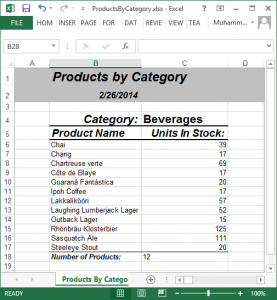 ProductsByCategory.xlsx - Excel
FILE HOM INSER PAGE FOR DAT REVIE VIEW TEA Muhamm...
B28
A B C D
1 Products by Category
2 2/26/2014
3
4 Category: Beverages
5 Product Name Units In Stock:
6 Chai 39
7 Chang 17
8 Chartreuse verte 69
9 Côte de Blaye 17
10 Guaraná Fantástica 20
11 Ipoh Coffee 17
12 Lakkalikööri 57
13 Laughing Lumberjack Lager 52
14 Outback Lager 15
15 Rhönbräu Klosterbier 125
16 Sasquatch Ale 111
17 Steeleye Stout 20
18 Number of Products: 12
19
Products By Catego
READY 100%